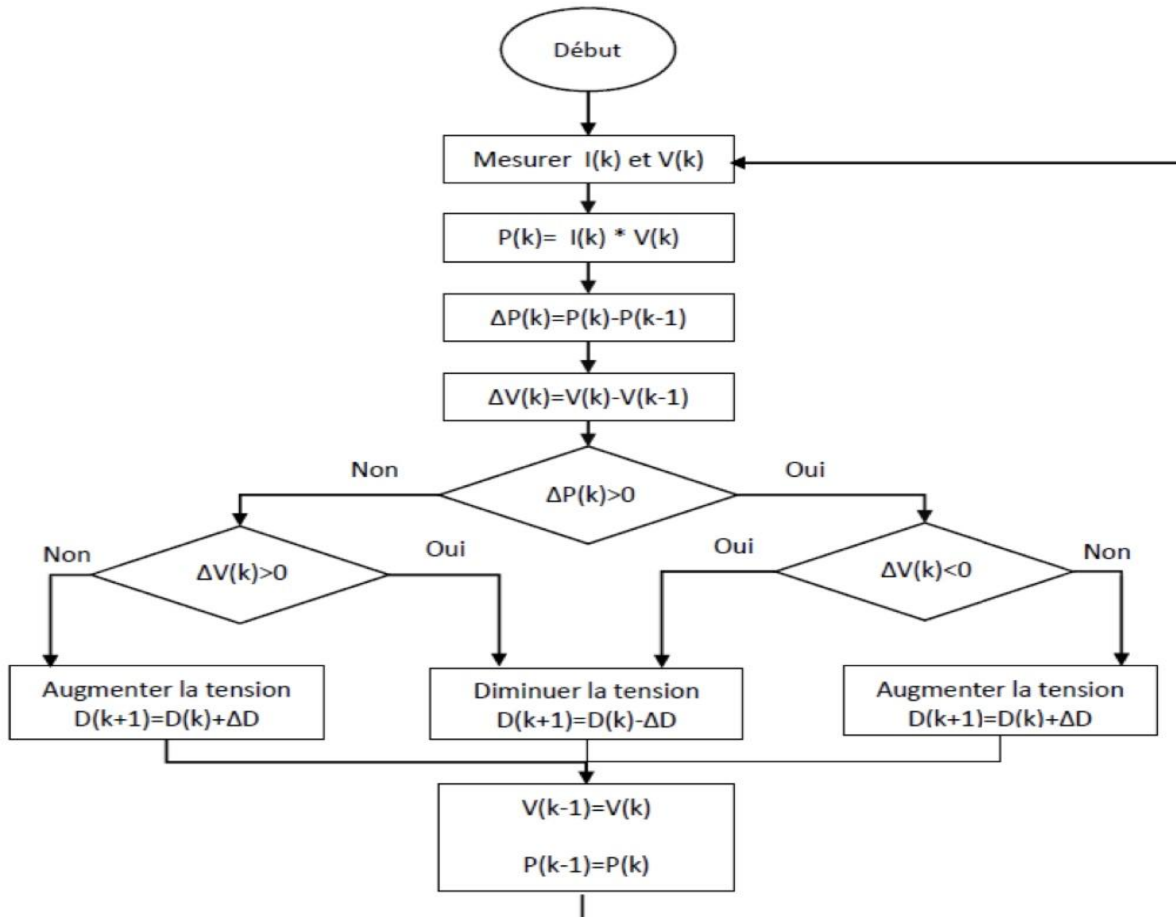 Début
Mesurer I(k) et V(k)
P(k)= I(k) * V(k)
ΔP(k)=P(k)-P(k-1)
ΔV(k)=V(k)-V(k-1)
Non
Oui
ΔP(k)>0
Non
Oui
ΔV(k)>0
Oui
Non
ΔV(k)<0
Augmenter la tension
D(k+1)=D(k)+ΔD
Diminuer la tension
D(k+1)=D(k)-ΔD
Augmenter la tension
D(k+1)=D(k)+ΔD
V(k-1)=V(k)
P(k-1)=P(k)